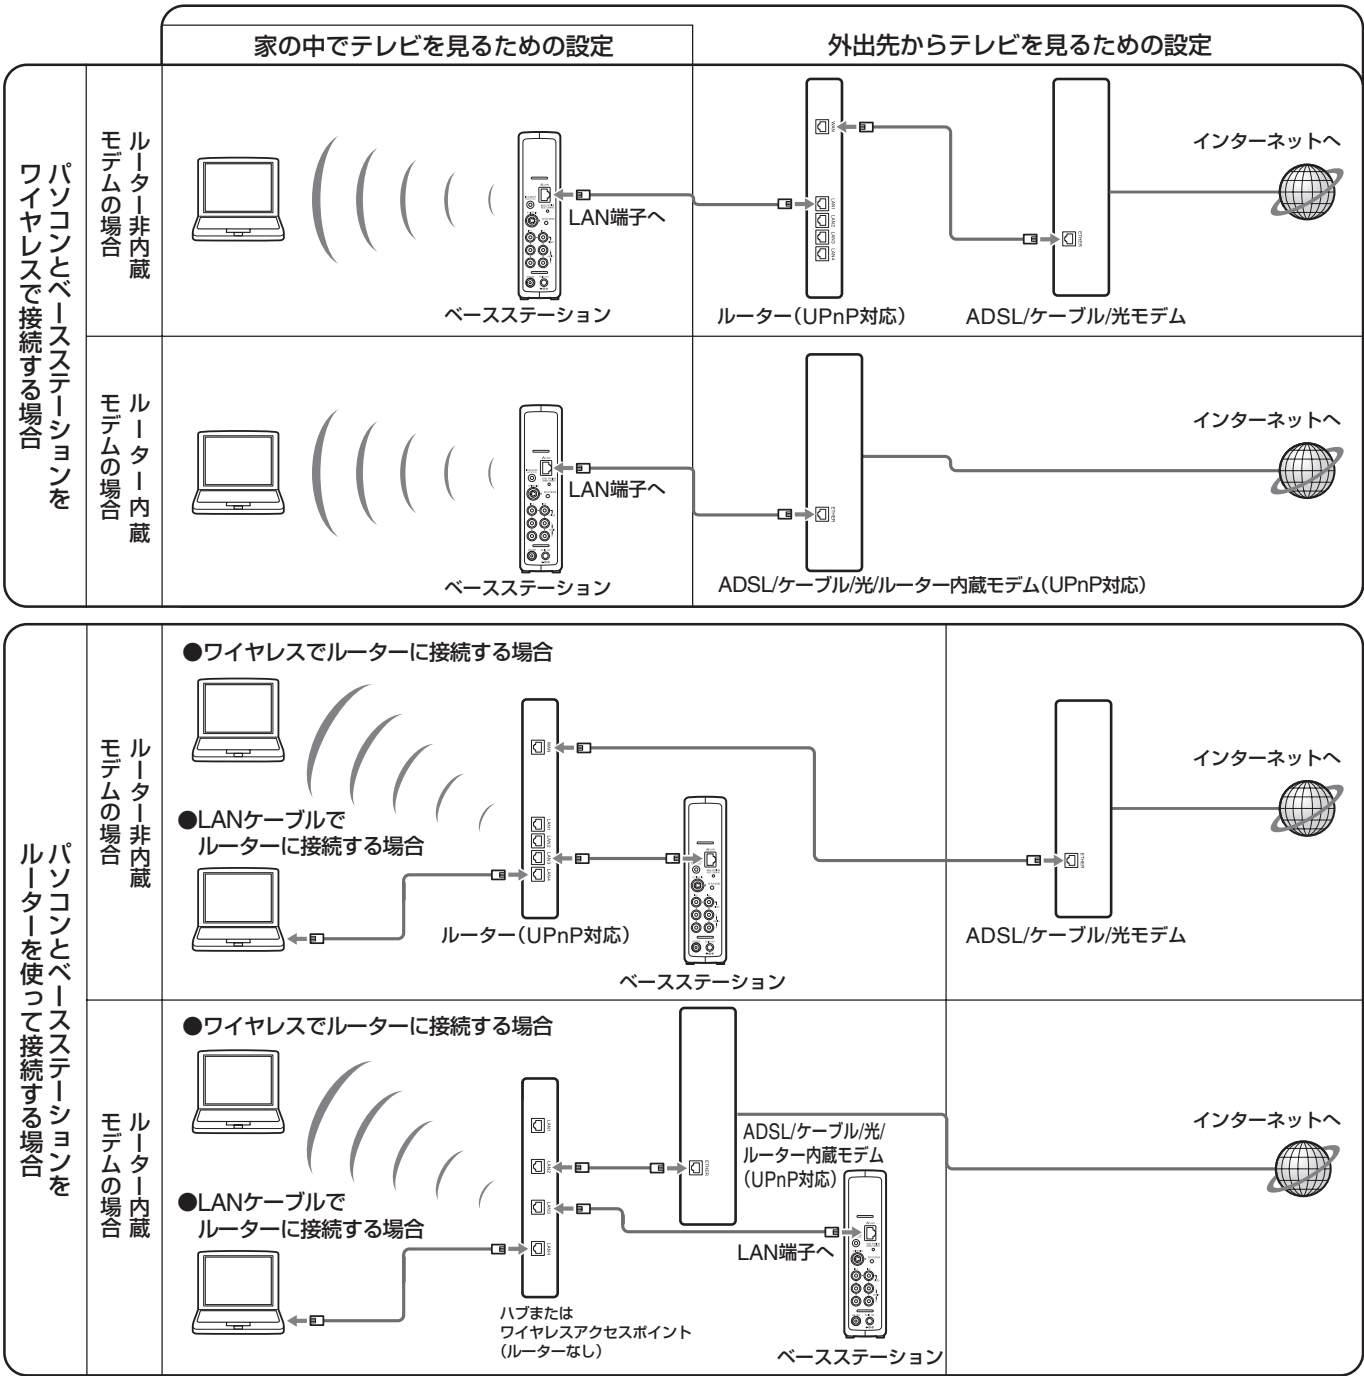 家の中でテレビを見るための設定
外出先からテレビを見るための設定
パソコンとベースステーションを
ワイヤレスで接続する場合
ルーター非内蔵
モデムの場合
LAN端子へ
ベースステーション
WAN
LAN1
LAN2
LAN3
LAN4
ルーター(UPnP対応)
ETHER
ADSL/ケーブル/光モデム
インターネットへ
ルーター内蔵
モデムの場合
LAN端子へ
ベースステーション
ETHER
ADSL/ケーブル/光/ルーター内蔵モデム(UPnP対応)
インターネットへ
パソコンとベースステーションを
ルーターを使って接続する場合
ルーター非内蔵
モデムの場合
●ワイヤレスでルーターに接続する場合
●LANケーブルで
ルーターに接続する場合
WAN
LAN1
LAN2
LAN3
LAN4
ルーター(UPnP対応)
ベースステーション
ETHER
ADSL/ケーブル/光モデム
インターネットへ
ルーター内蔵
モデムの場合
●ワイヤレスでルーターに接続する場合
●LANケーブルで
ルーターに接続する場合
LAN1
LAN2
LAN3
LAN4
ハブまたは
ワイヤレスアクセスポイント
(ルーターなし)
ETHER
ADSL/ケーブル/光/
ルーター内蔵モデム
(UPnP対応)
LAN端子へ
ベースステーション
インターネットへ